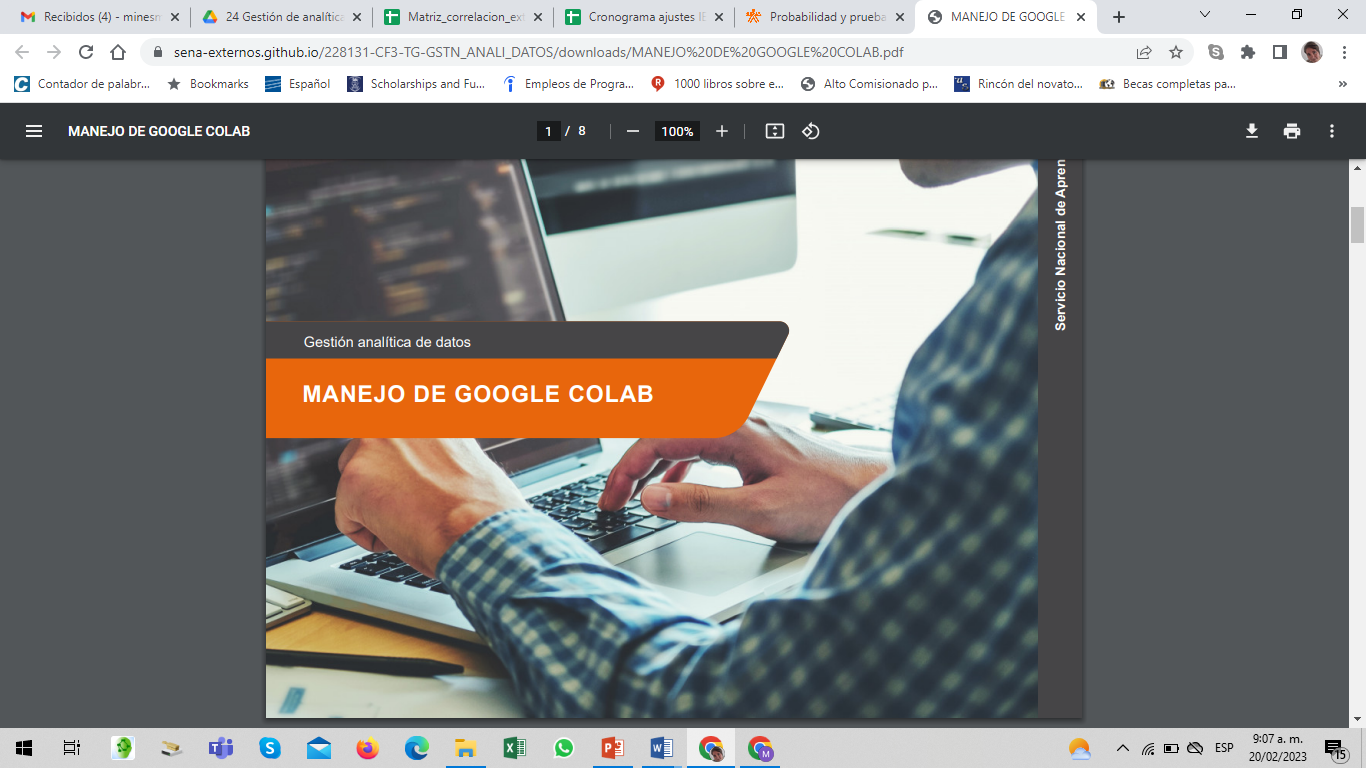 Recibidos (4) - minesm
24 Gestión de analítica
Matriz_correlacion_ext
Cronograma ajustes IE
Probabilidad y prueba
MANEJO DE GOOGLE
sena-externos.github.io/228131-CF3-TG-GSTN_ANALI_DATOS/downloads/MANEJO%20DE%20GOOGLE%20COLAB.pdf
Contador de palabr...
Bookmarks
Español
Scholarships and Fu...
Empleos de Progra...
1000 libros sobre e...
Alto Comisionado p...
Rincón del novato...
Becas completas pa...
»
MANEJO DE GOOGLE COLAB
1 / 8
100%
Servicio Nacional de Apren
Gestión analítica de datos
MANEJO DE GOOGLE COLAB
ESP
9:07 a. m.
20/02/2023
15